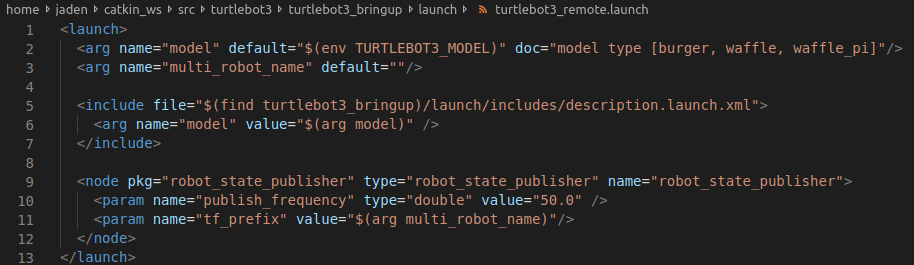 home › jaden › catkin_ws › src › turtlebot3 › turtlebot3_bringup › launch › turtlebot3_remote.launch
1 <launch>
2   <arg name="model" default="$(env TURTLEBOT3_MODEL)" doc="model type [burger, waffle, waffle_pi]"/>
3   <arg name="multi_robot_name" default=""/>
4
5   <include file="$(find turtlebot3_bringup)/launch/includes/description.launch.xml">
6     <arg name="model" value="$(arg model)" />
7   </include>
8
9   <node pkg="robot_state_publisher" type="robot_state_publisher" name="robot_state_publisher">
10     <param name="publish_frequency" type="double" value="50.0" />
11     <param name="tf_prefix" value="$(arg multi_robot_name)"/>
12   </node>
13 </launch>